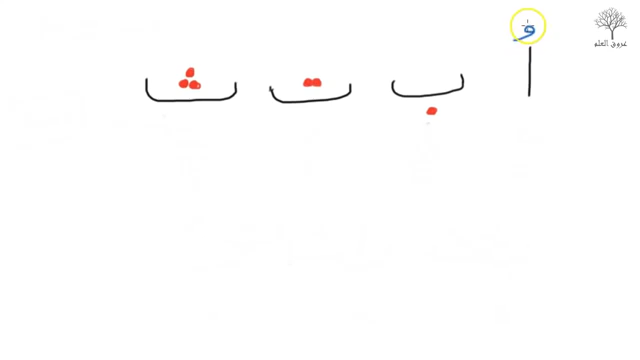 عروق العلم
أ ب ت ث